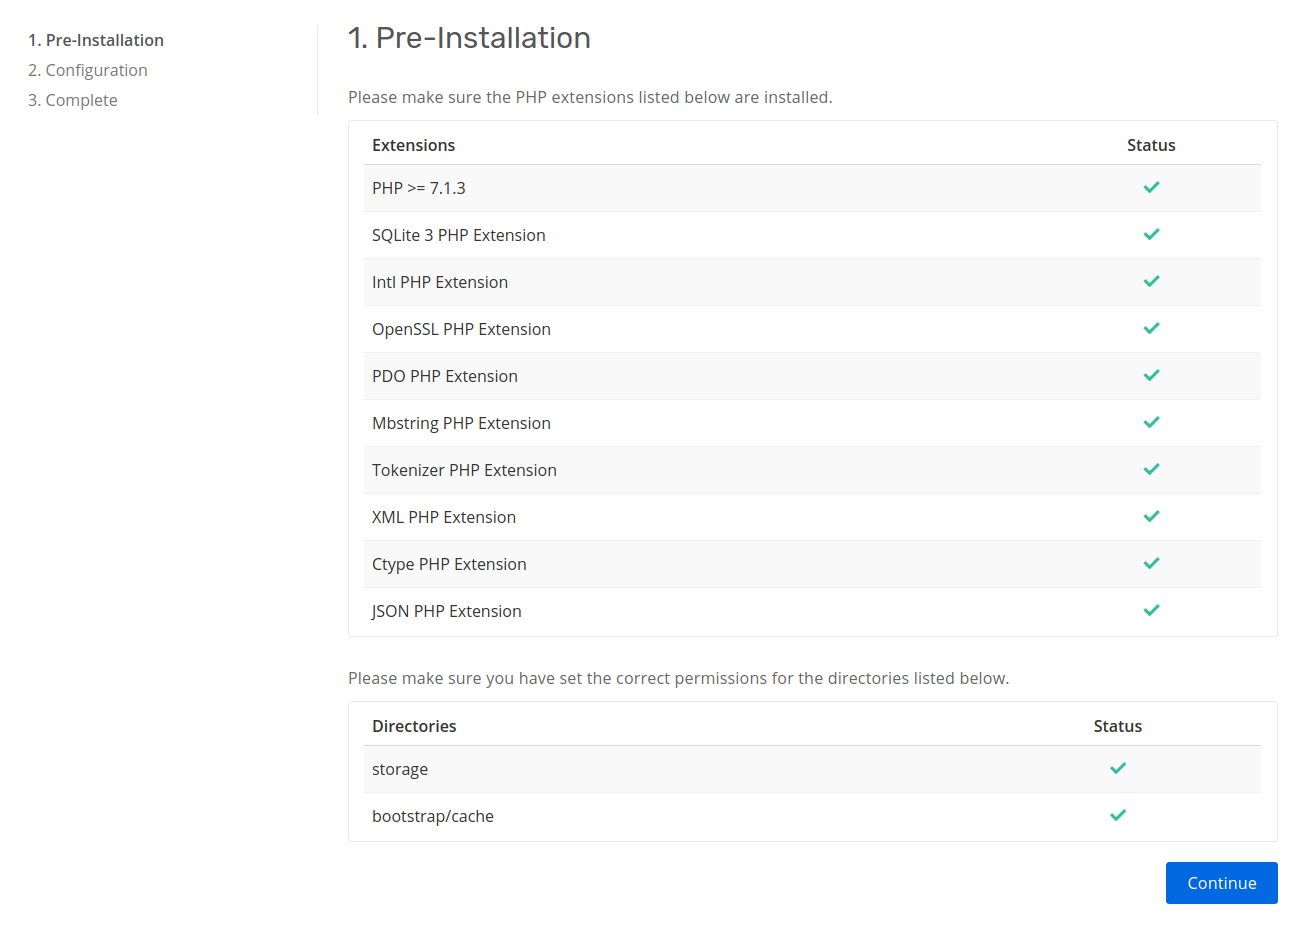 1. Pre-Installation
2. Configuration
3. Complete
1. Pre-Installation
Please make sure the PHP extensions listed below are installed.
Extensions Status
PHP >= 7.1.3
SQLite 3 PHP Extension
Intl PHP Extension
OpenSSL PHP Extension
PDO PHP Extension
Mbstring PHP Extension
Tokenizer PHP Extension
XML PHP Extension
Ctype PHP Extension
JSON PHP Extension
Please make sure you have set the correct permissions for the directories listed below.
Directories Status
storage
bootstrap/cache
Continue